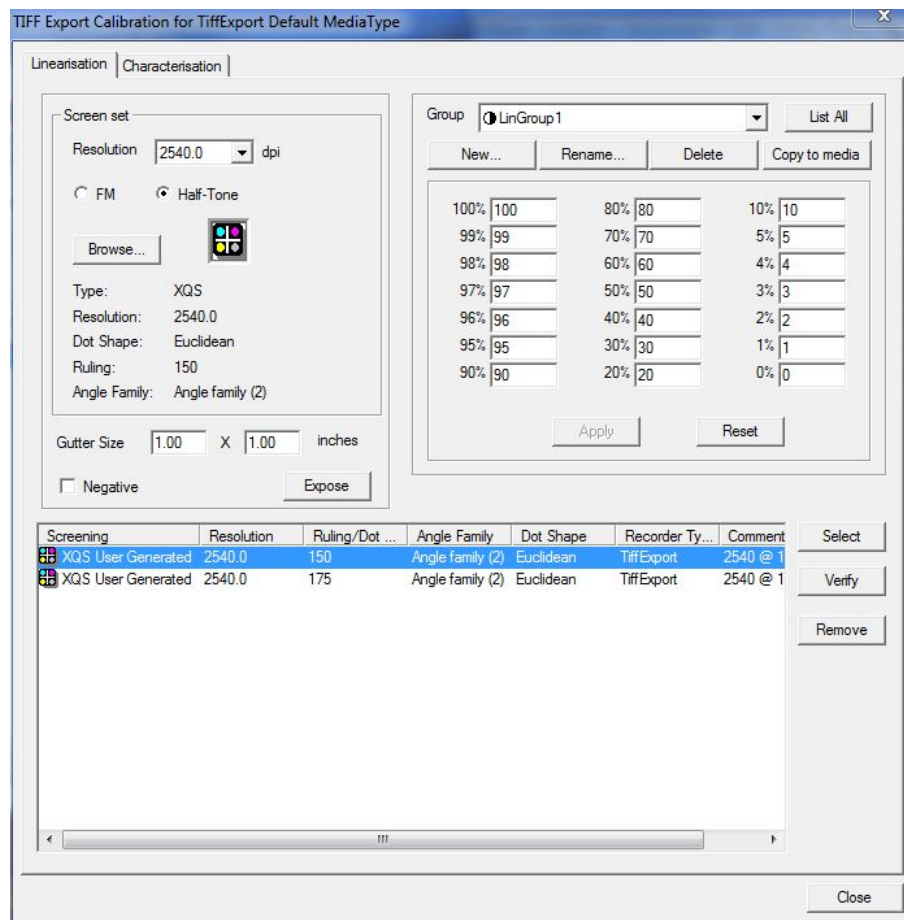 TIFF Export Calibration for TiffExport Default MediaType
X
Linearisation
Characterisation
Screen set
Resolution 2540.0 dpi
FM Half-Tone
Browse...
Type: XQS
Resolution: 2540.0
Dot Shape: Euclidean
Ruling: 150
Angle Family: Angle family (2)
Gutter Size 1.00 X 1.00 inches
Negative Expose
Group LinGroup1 List All
New... Rename... Delete Copy to media
100% 100 80% 80 10% 10
99% 99 70% 70 5% 5
98% 98 60% 60 4% 4
97% 97 50% 50 3% 3
96% 96 40% 40 2% 2
95% 95 30% 30 1% 1
90% 90 20% 20 0% 0
Apply Reset
Screening Resolution Ruling/Dot ... Angle Family Dot Shape Recorder Ty... Comment
XQS User Generated 2540.0 150 Angle family (2) Euclidean TiffExport 2540 @ 1
XQS User Generated 2540.0 175 Angle family (2) Euclidean TiffExport 2540 @ 1
Select
Verify
Remove
Close